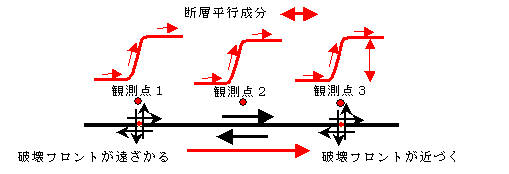 断層平行成分
観測点1 観測点2 観測点3
破壊フロントが遠ざかる 破壊フロントが近づく